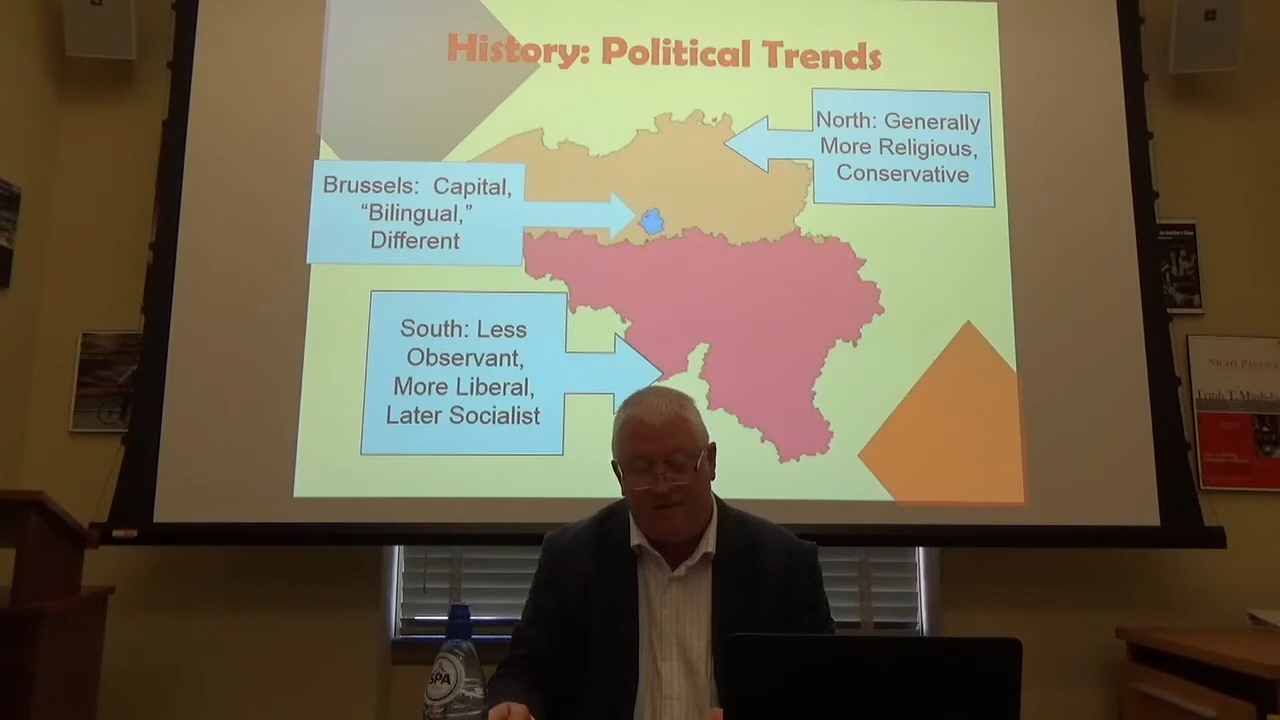 History: Political Trends
North: Generally
More Religious,
Conservative
Brussels: Capital,
“Bilingual,”
Different
South: Less
Observant,
More Liberal,
Later Socialist
SPA